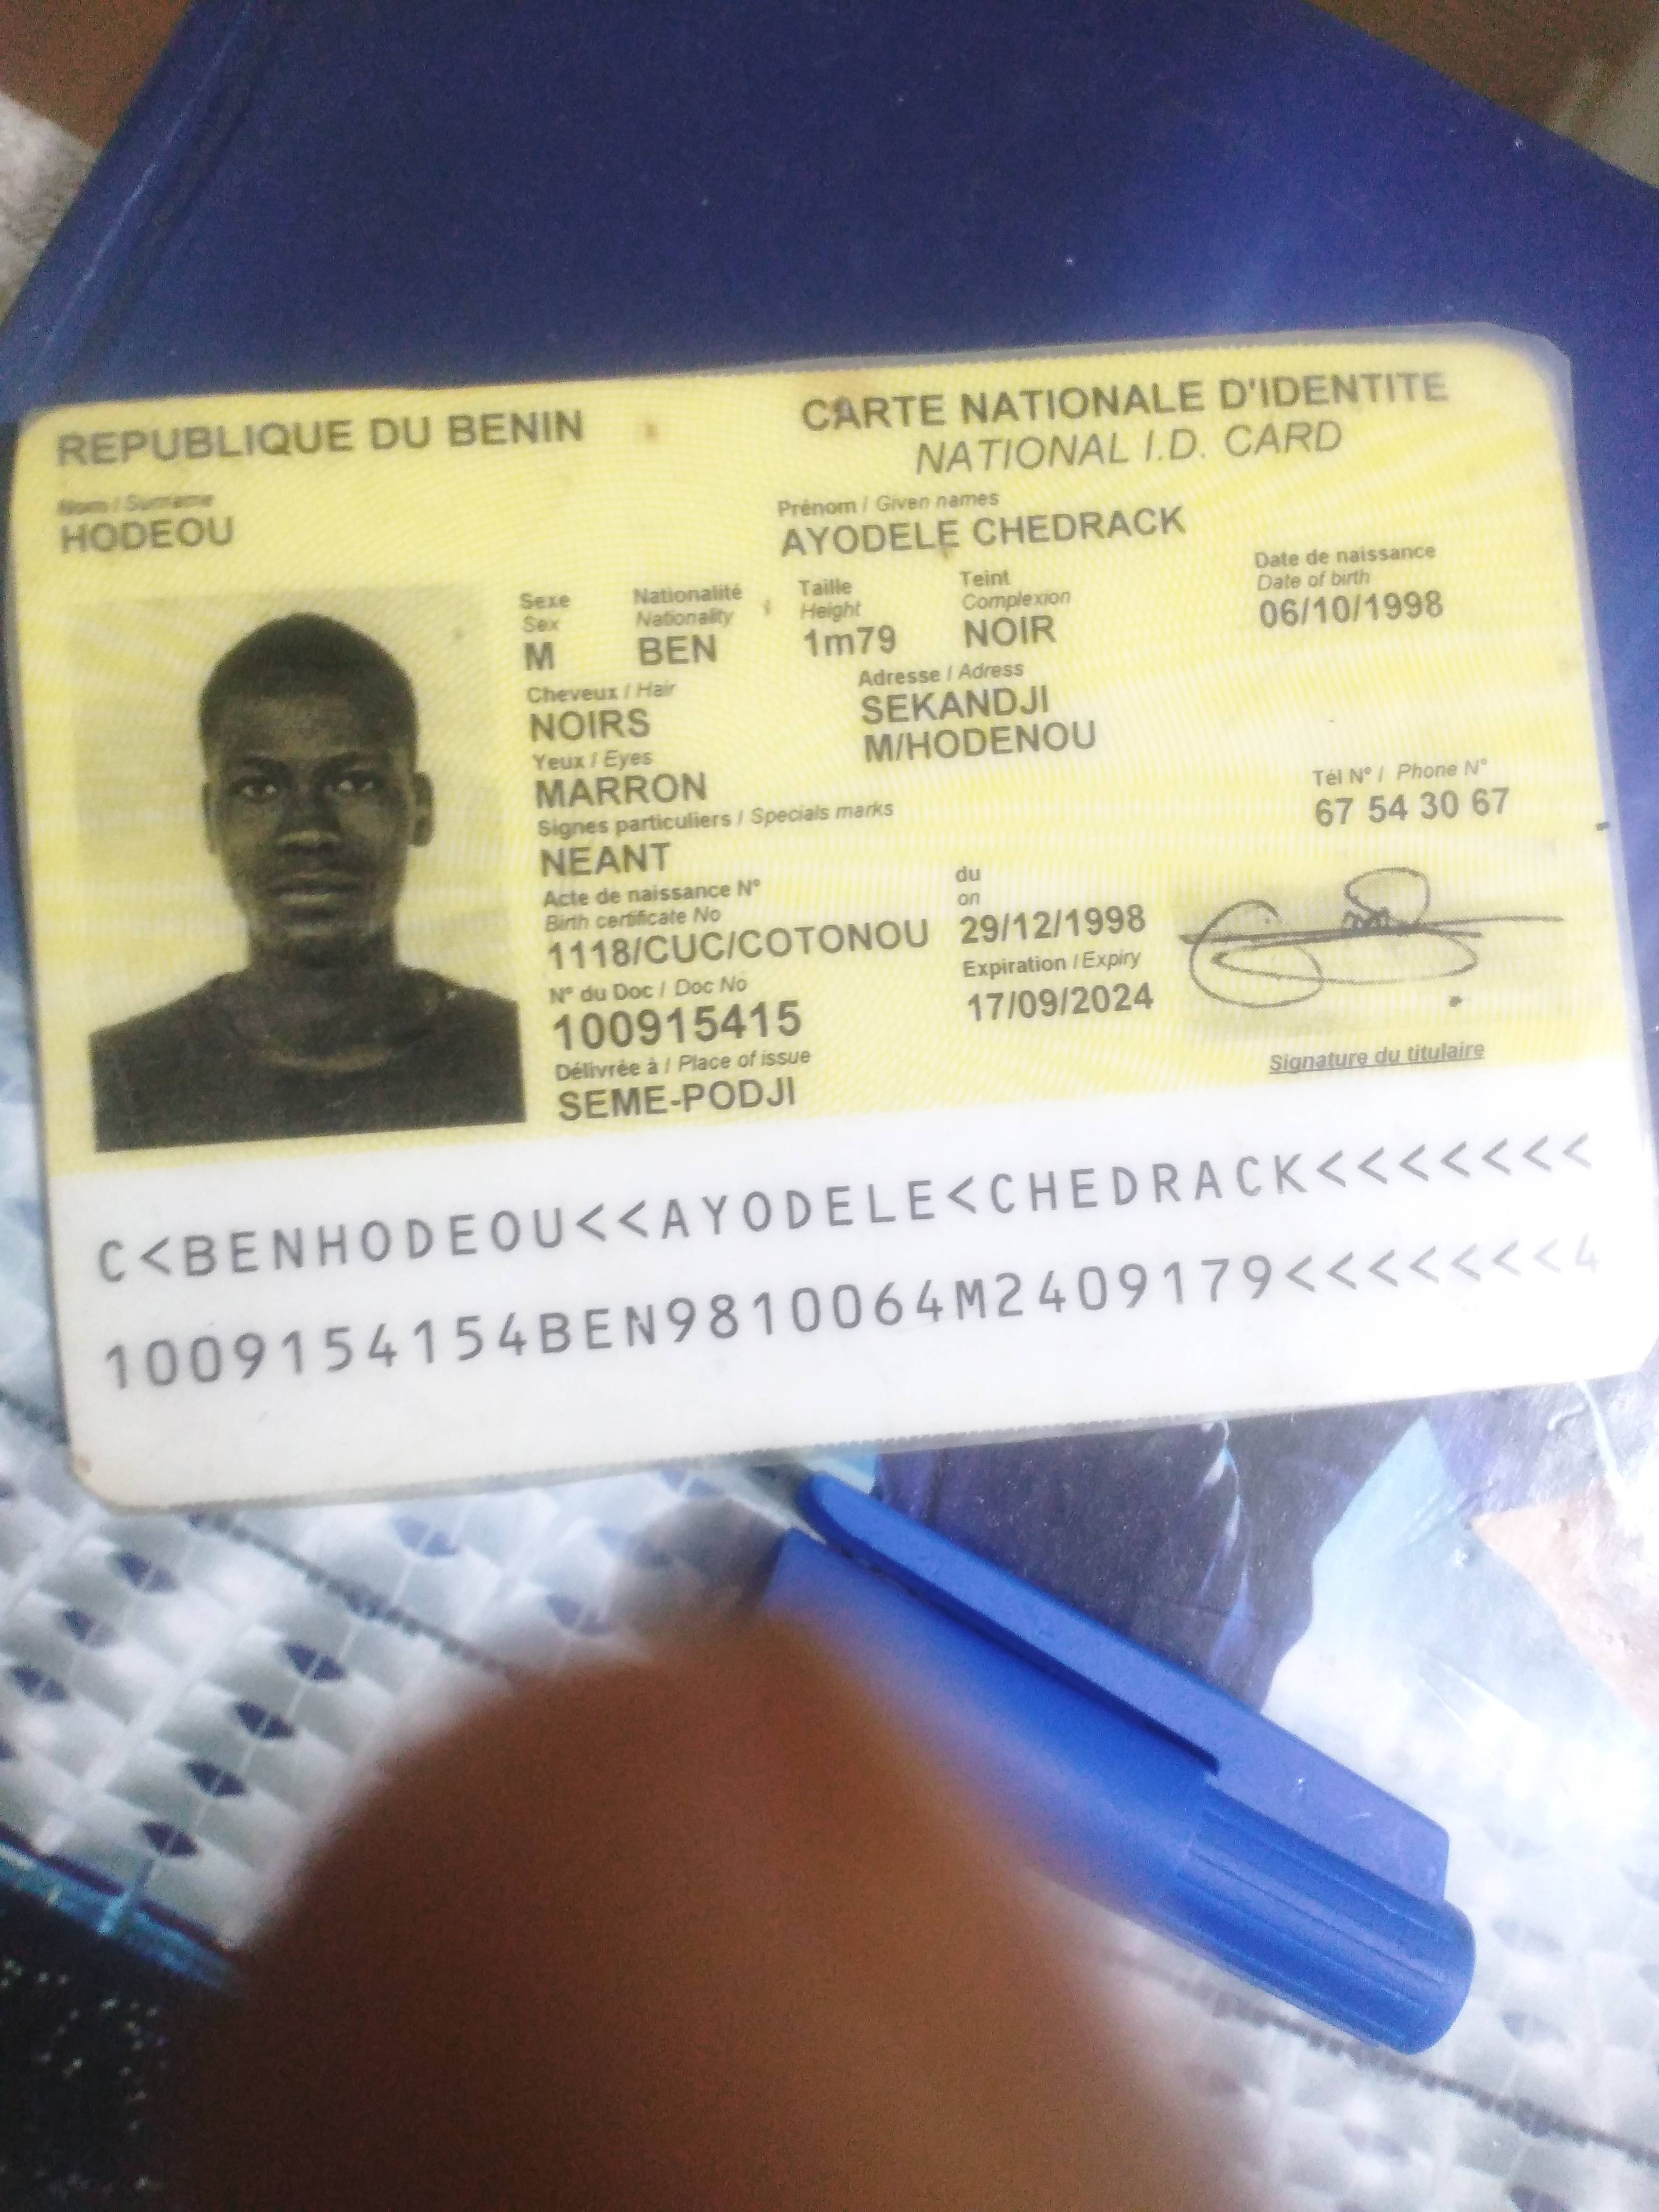 REPUBLIQUE DU BENIN
CARTE NATIONALE D'IDENTITE
NATIONAL I.D. CARD
Nom / Surname
HODEOU
Prénom / Given names
AYODELE CHEDRACK
Sexe
Sex
M
Nationalité
Nationality
BEN
Taille
Height
1m79
Teint
Complexion
NOIR
Date de naissance
Date of birth
06/10/1998
Cheveux / Hair
NOIRS
Adresse / Adress
SEKANDJI
M/HODENOU
Yeux / Eyes
MARRON
Tél N° / Phone N°
67 54 30 67
Signes particuliers / Specials marks
NEANT
Acte de naissance N°
Birth certificate No
1118/CUC/COTONOU
du
on
29/12/1998
N° du Doc / Doc No
100915415
Expiration / Expiry
17/09/2024
Délivrée à / Place of issue
SEME-PODJI
Signature du titulaire
C<BENHODEOU<<AYODELE<CHEDRACK<<<<<<<
1009154154BEN9810064M2409179<<<<<<<4